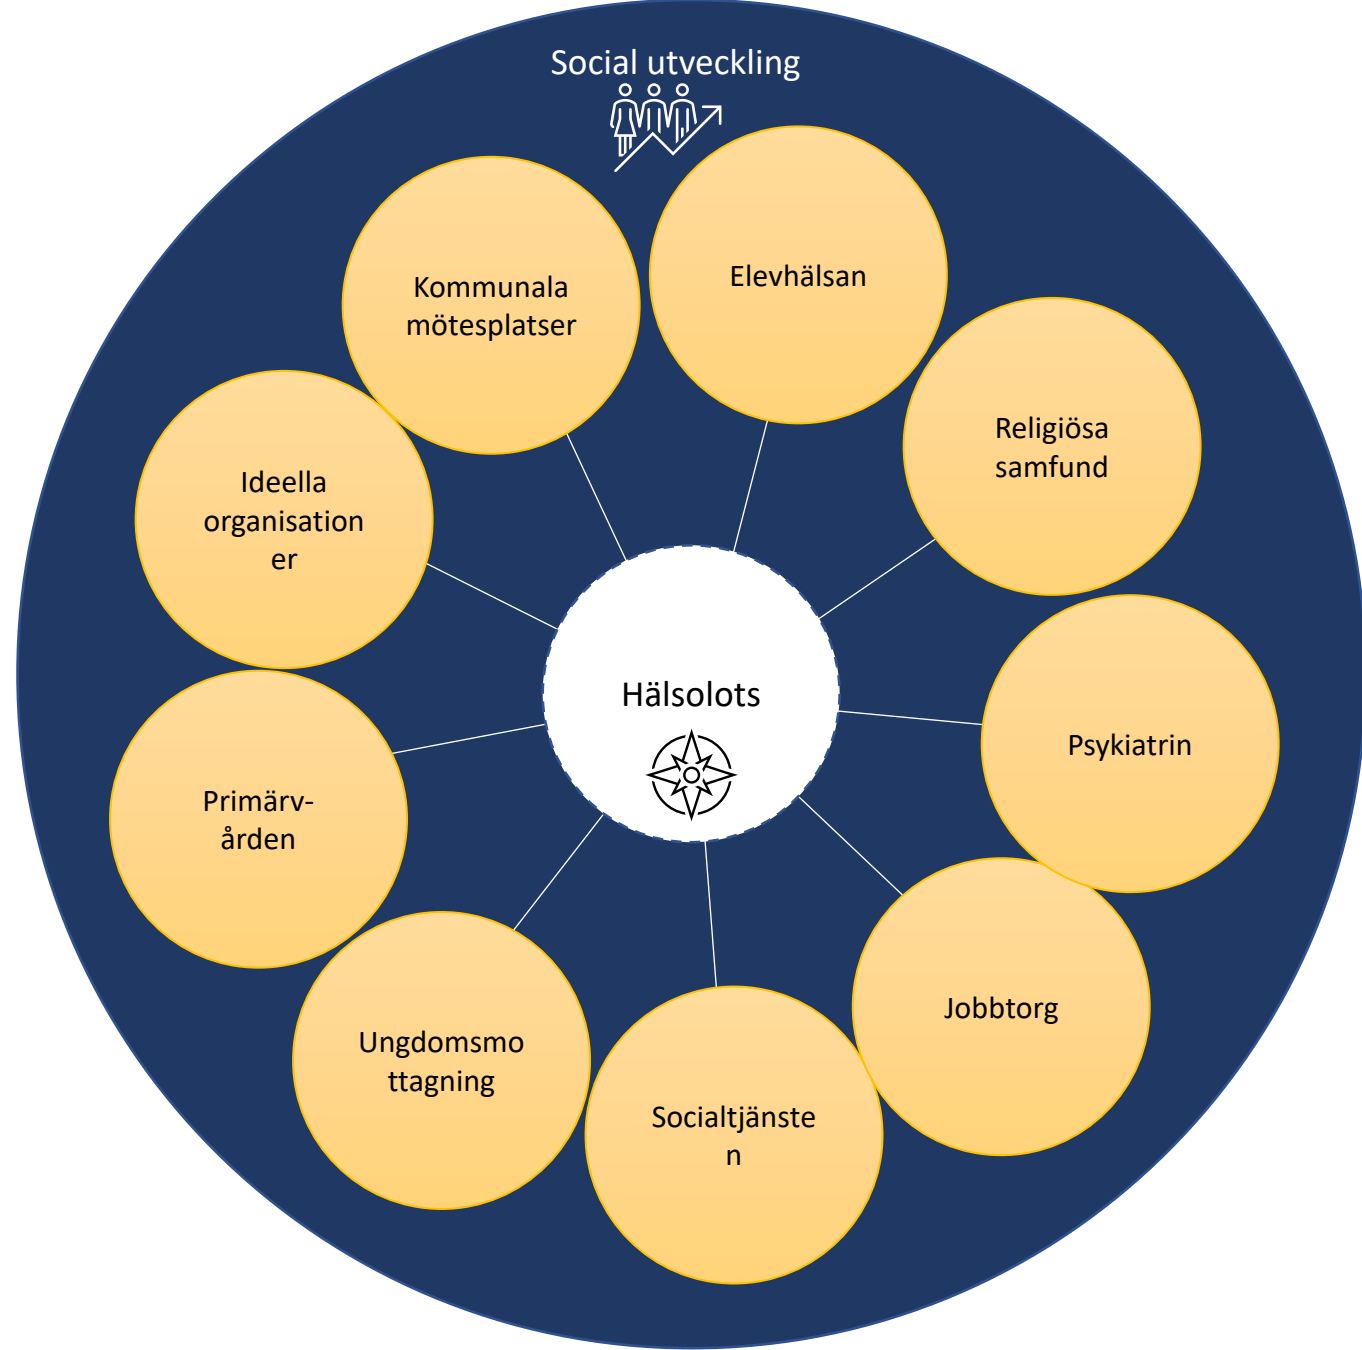 Social utveckling
Elevhälsan
Kommunala
mötesplatser
Religiösa
samfund
Ideella
organisation
er
Hälsolots
Psykiatrin
Primärv-
ården
Jobbtorg
Ungdomsmo
ttagning
Socialtjänste
n